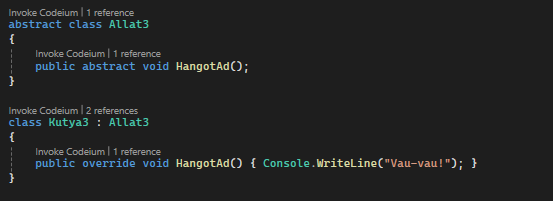 Invoke Codeium | 1 reference
abstract class Allat3
{
Invoke Codeium | 1 reference
public abstract void HangotAd();
}
Invoke Codeium | 2 references
class Kutya3 : Allat3
{
Invoke Codeium | 1 reference
public override void HangotAd() { Console.WriteLine("Vau-vau!"); }
}